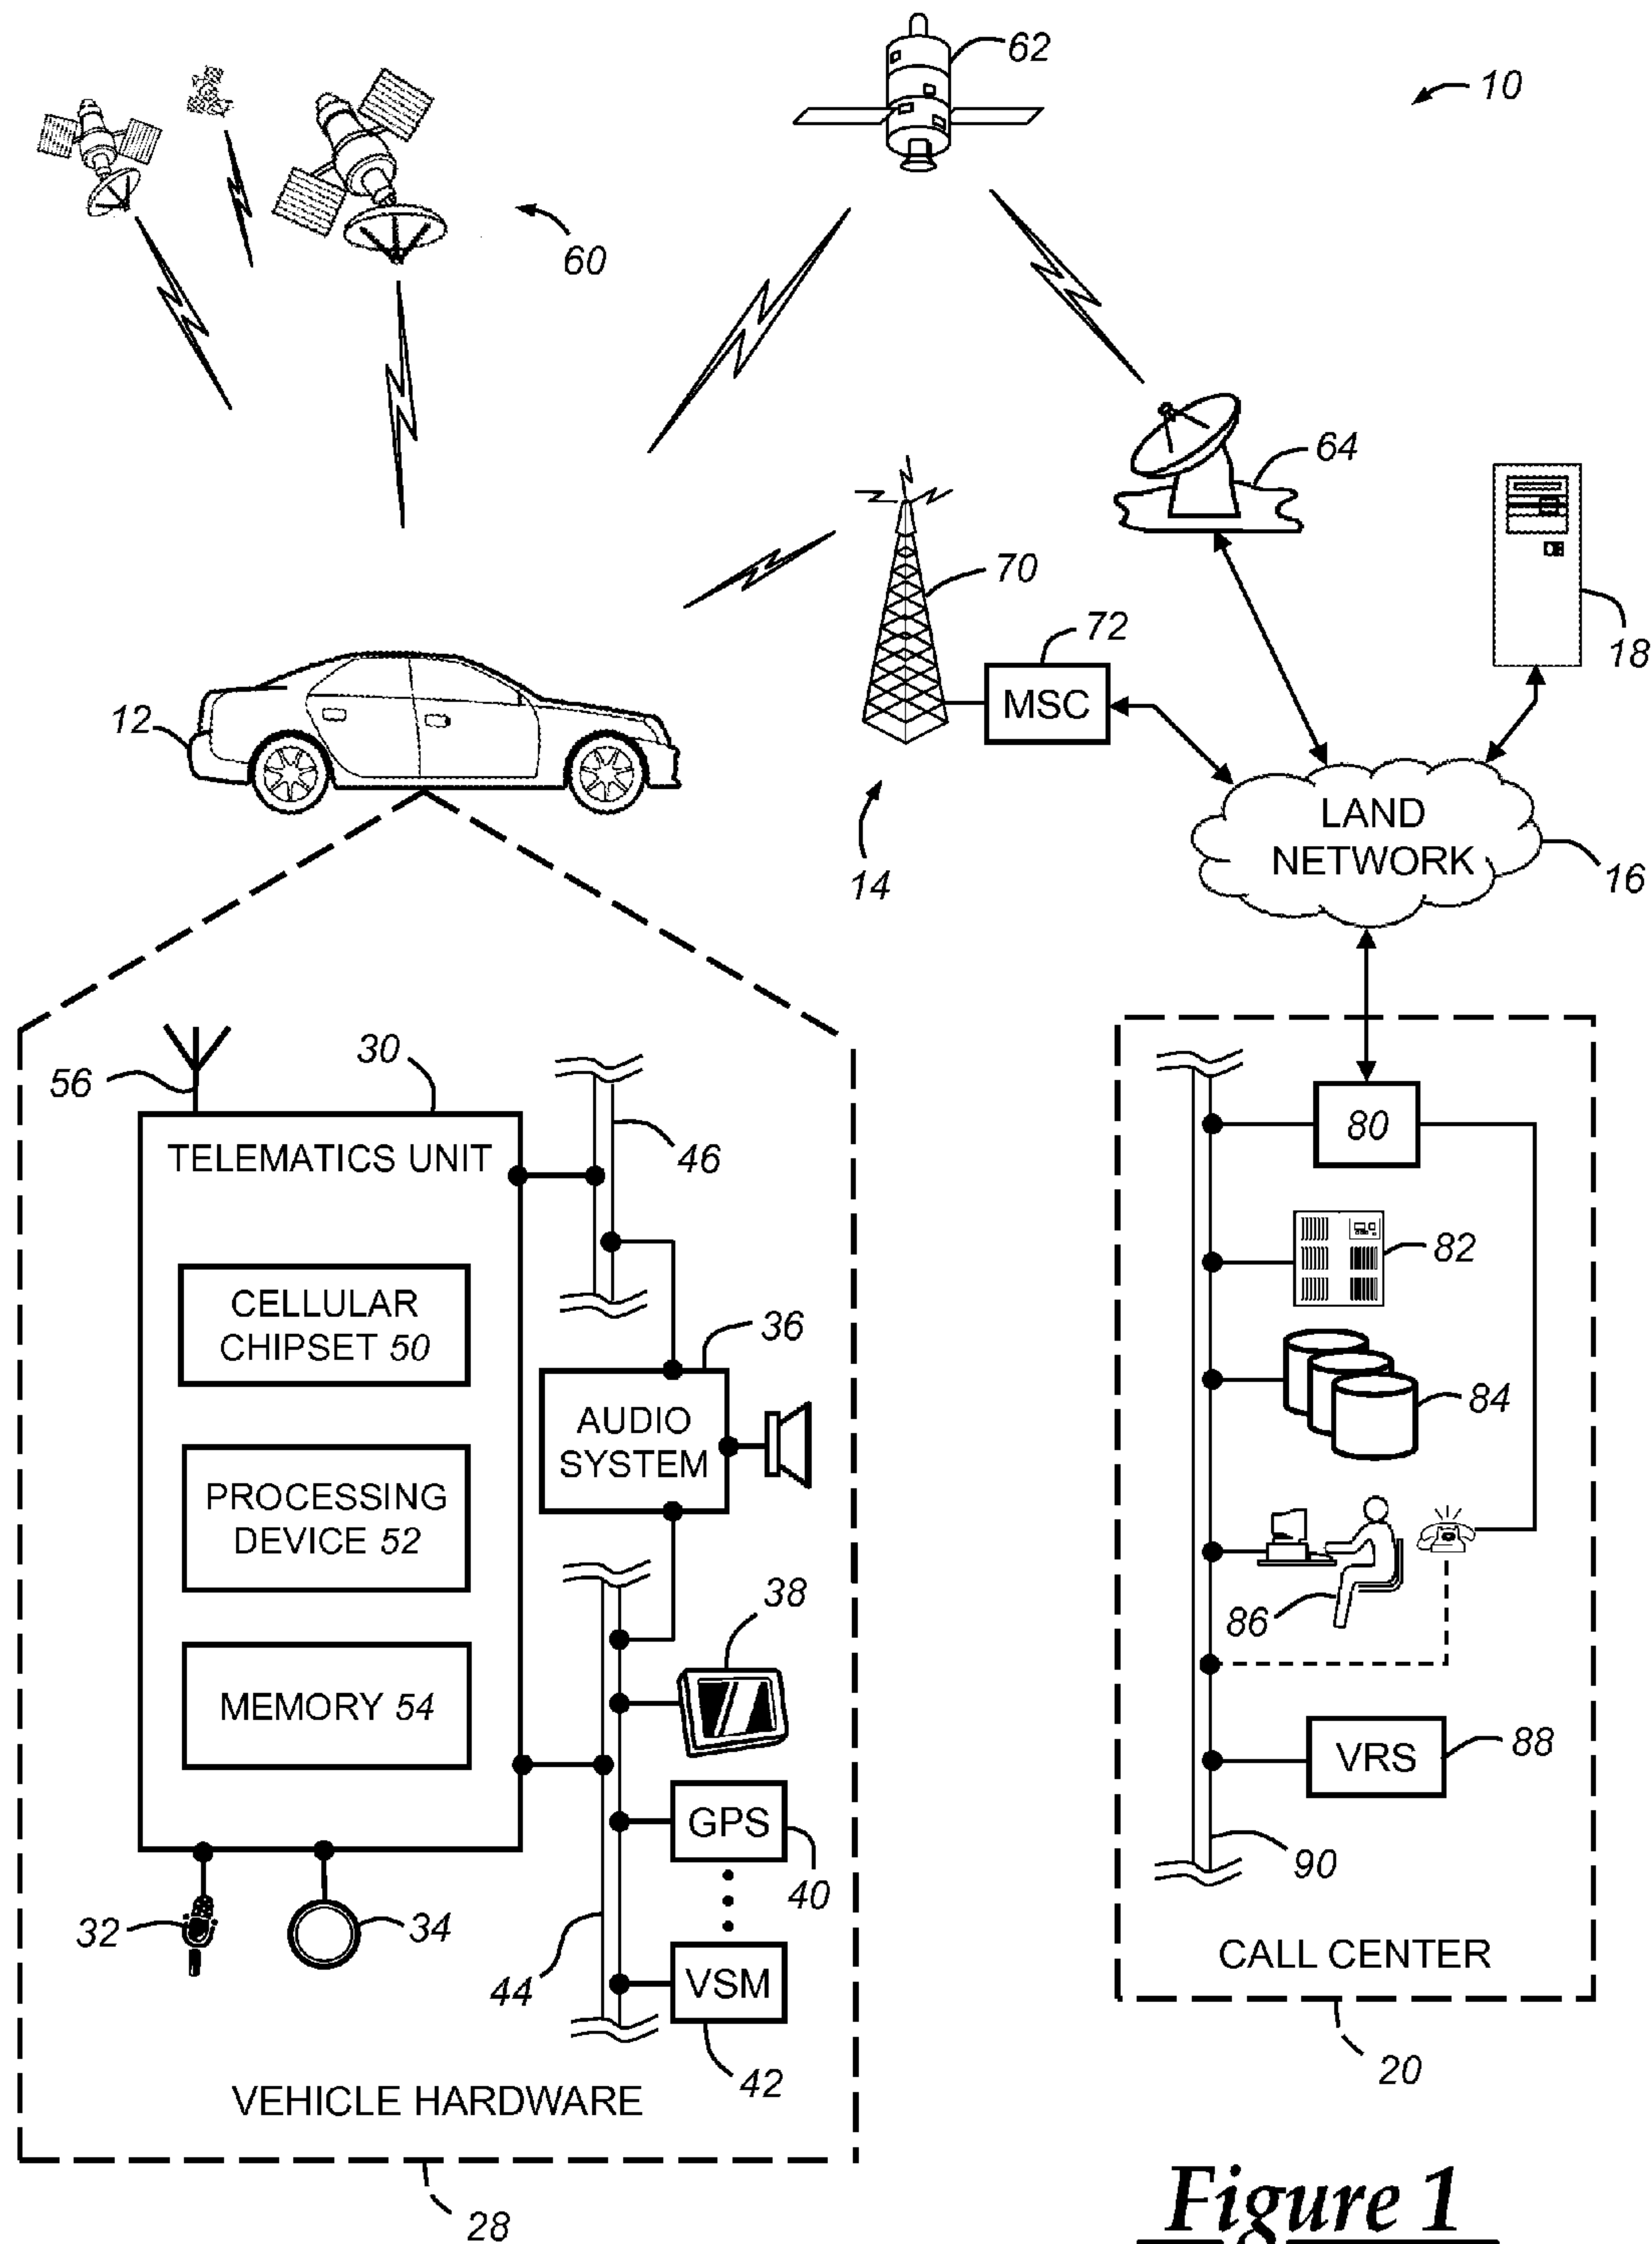 62
10
60
64
70
72
18
MSC
12
LAND
NETWORK
14
16
30
56
TELEMATICS UNIT
46
80
82
CELLULAR
CHIPSET 50
36
AUDIO
SYSTEM
84
PROCESSING
DEVICE 52
38
86
MEMORY 54
VRS
88
GPS
40
90
32
34
44
VSM
CALL CENTER
42
20
VEHICLE HARDWARE
28
Figure 1